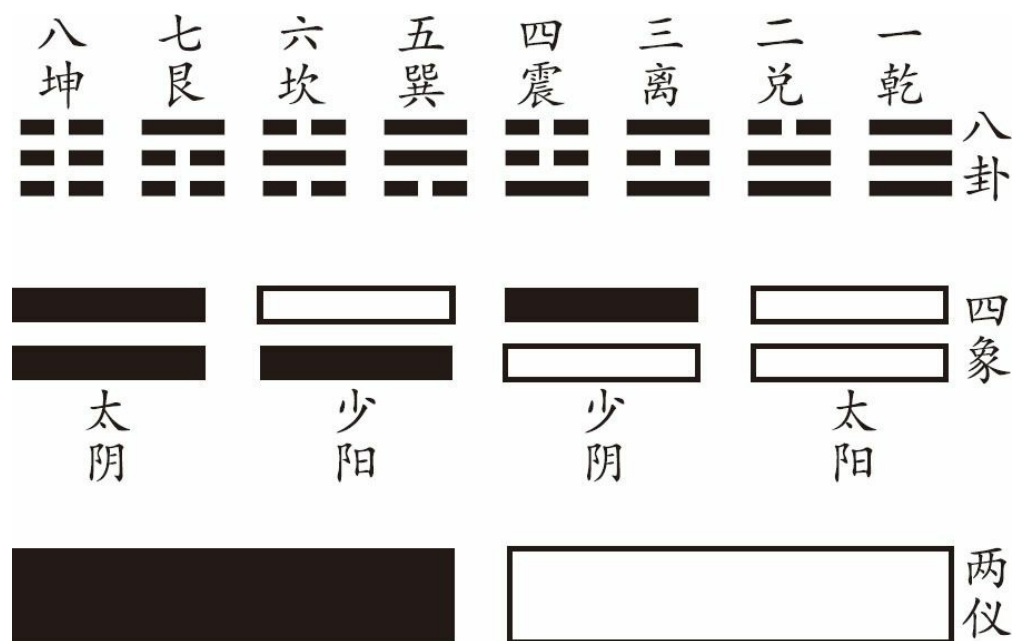 八 七 六 五 四 三 二 一
坤 艮 坎 巽 震 离 兑 乾
八卦
四象
太阴 少阳 少阴 太阳
两仪